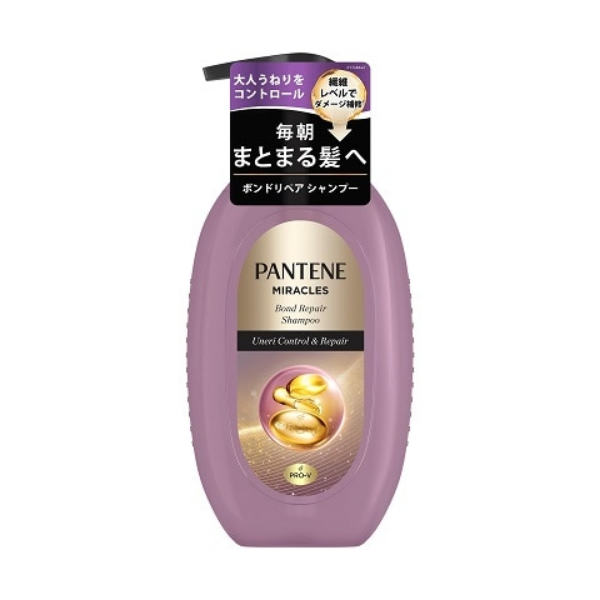 大人うねりを
コントロール
繊維
レベルで
ダメージ補修
毎朝
まとまる髪へ
ボンドリペア シャンプー
PANTENE
MIRACLES
Bond Repair
Shampoo
Uneri Control & Repair
PRO-V